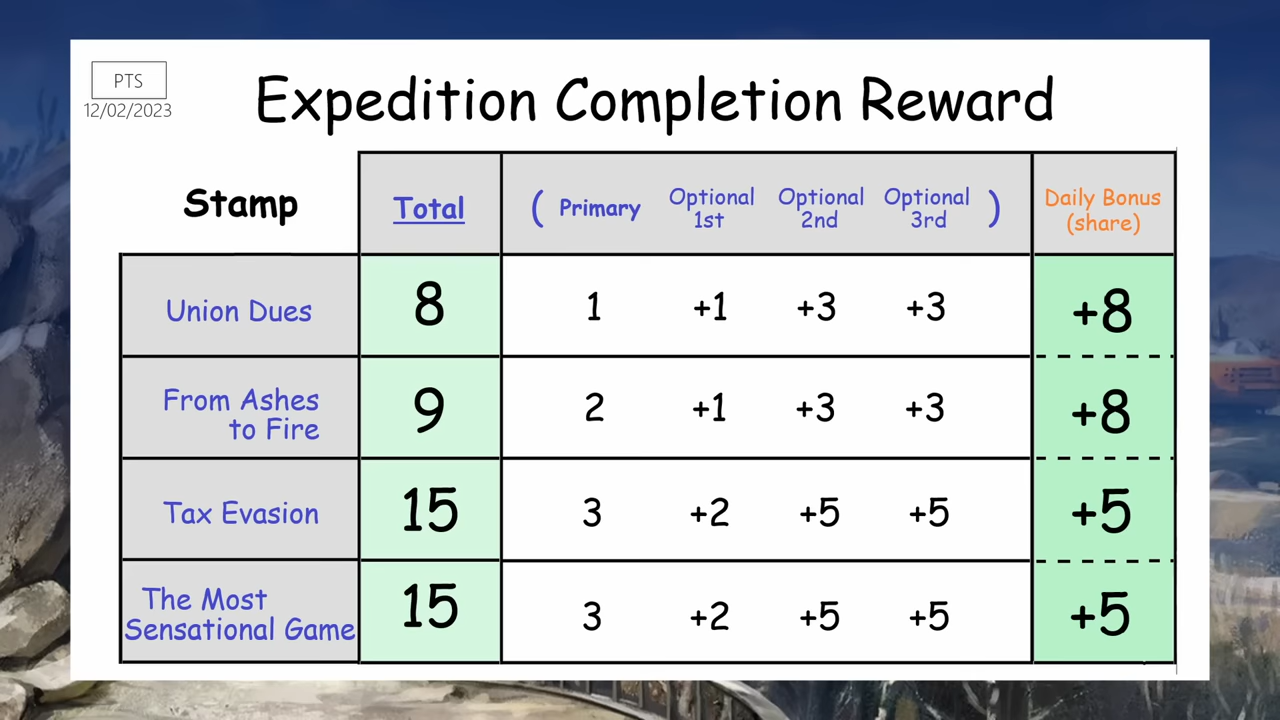 PTS
12/02/2023
Expedition Completion Reward
Stamp
Total
( Primary Optional 1st Optional 2nd Optional 3rd )
Daily Bonus
(share)
Union Dues 8 1 +1 +3 +3 +8
From Ashes
to Fire 9 2 +1 +3 +3 +8
Tax Evasion 15 3 +2 +5 +5 +5
The Most
Sensational Game 15 3 +2 +5 +5 +5